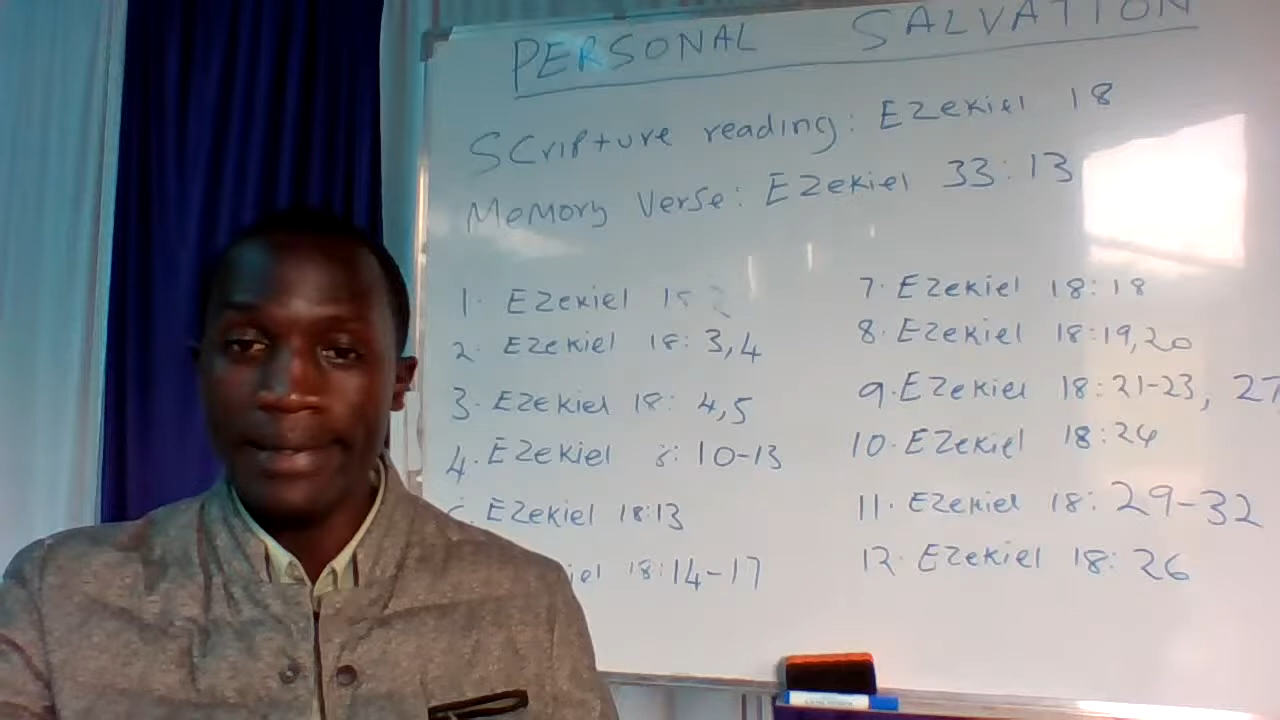 PERSONAL SALVATION
Scripture reading: Ezekiel 18
Memory Verse: Ezekiel 33:13
1. Ezekiel
2. Ezekiel 18: 3,4
3. Ezekiel 18: 4,5
4. Ezekiel 8: 10-13
Ezekiel 18:13
iel 18:14-17
7. Ezekiel 18:18
8. Ezekiel 18:19,20
9. Ezekiel 18:21-23, 27
10. Ezekiel 18:24
11. Ezekiel 18: 29-32
12. Ezekiel 18: 26